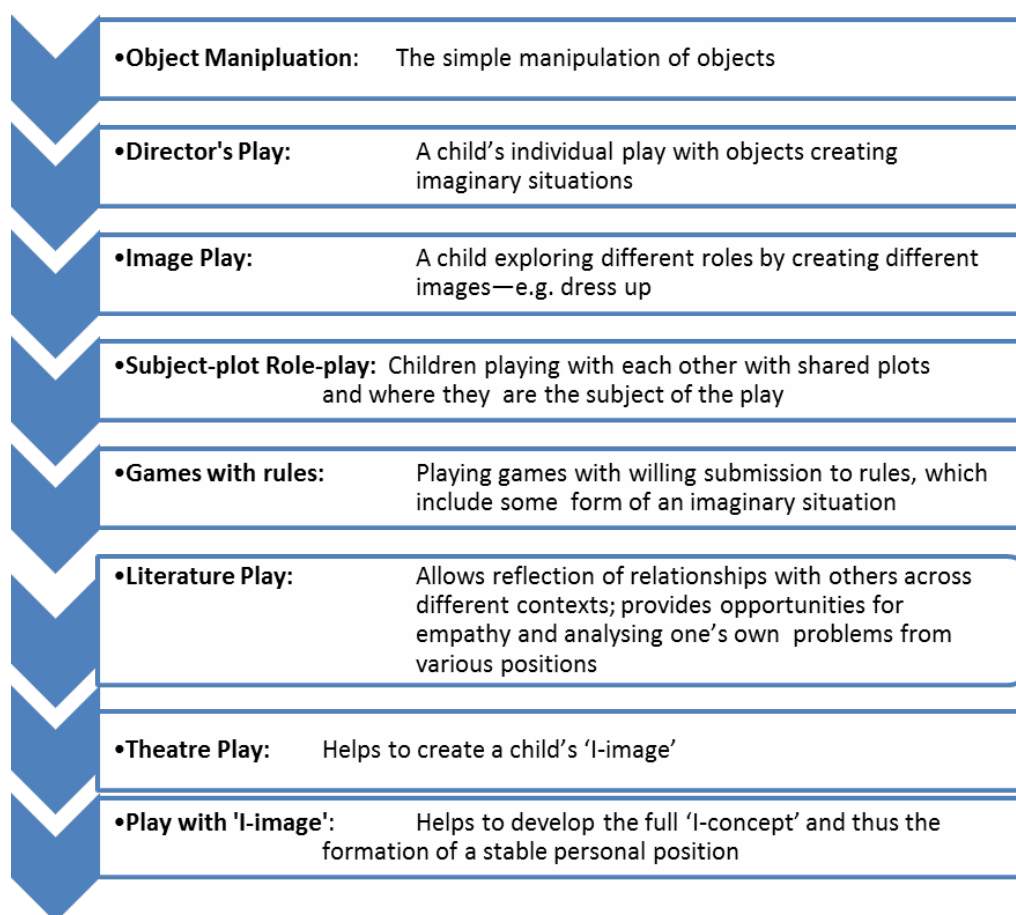 •Object Manipluation: The simple manipulation of objects
•Director's Play: A child’s individual play with objects creating
imaginary situations
•Image Play: A child exploring different roles by creating different
images—e.g. dress up
•Subject-plot Role-play: Children playing with each other with shared plots
and where they are the subject of the play
•Games with rules: Playing games with willing submission to rules, which
include some form of an imaginary situation
•Literature Play: Allows reflection of relationships with others across
different contexts; provides opportunities for
empathy and analysing one’s own problems from
various positions
•Theatre Play: Helps to create a child’s ‘I-image’
•Play with 'I-image': Helps to develop the full ‘I-concept’ and thus the
formation of a stable personal position